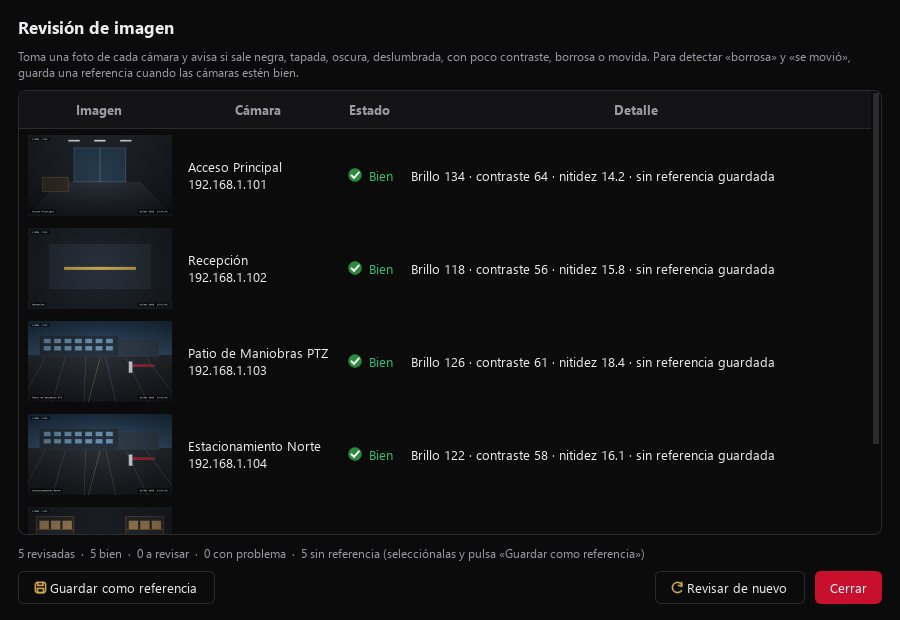 Revisión de imagen
Toma una foto de cada cámara y avisa si sale negra, tapada, oscura, deslumbrada, con poco contraste, borrosa o movida. Para detectar «borrosa» y «se movió»,
guarda una referencia cuando las cámaras estén bien.
Imagen Cámara Estado Detalle
Acceso Principal
192.168.1.101
Bien Brillo 134 · contraste 64 · nitidez 14.2 · sin referencia guardada
Recepción
192.168.1.102
Bien Brillo 118 · contraste 56 · nitidez 15.8 · sin referencia guardada
Patio de Maniobras PTZ
192.168.1.103
Bien Brillo 126 · contraste 61 · nitidez 18.4 · sin referencia guardada
Estacionamiento Norte
192.168.1.104
Bien Brillo 122 · contraste 58 · nitidez 16.1 · sin referencia guardada
5 revisadas · 5 bien · 0 a revisar · 0 con problema · 5 sin referencia (selecciónalas y pulsa «Guardar como referencia»)
Guardar como referencia
Revisar de nuevo
Cerrar